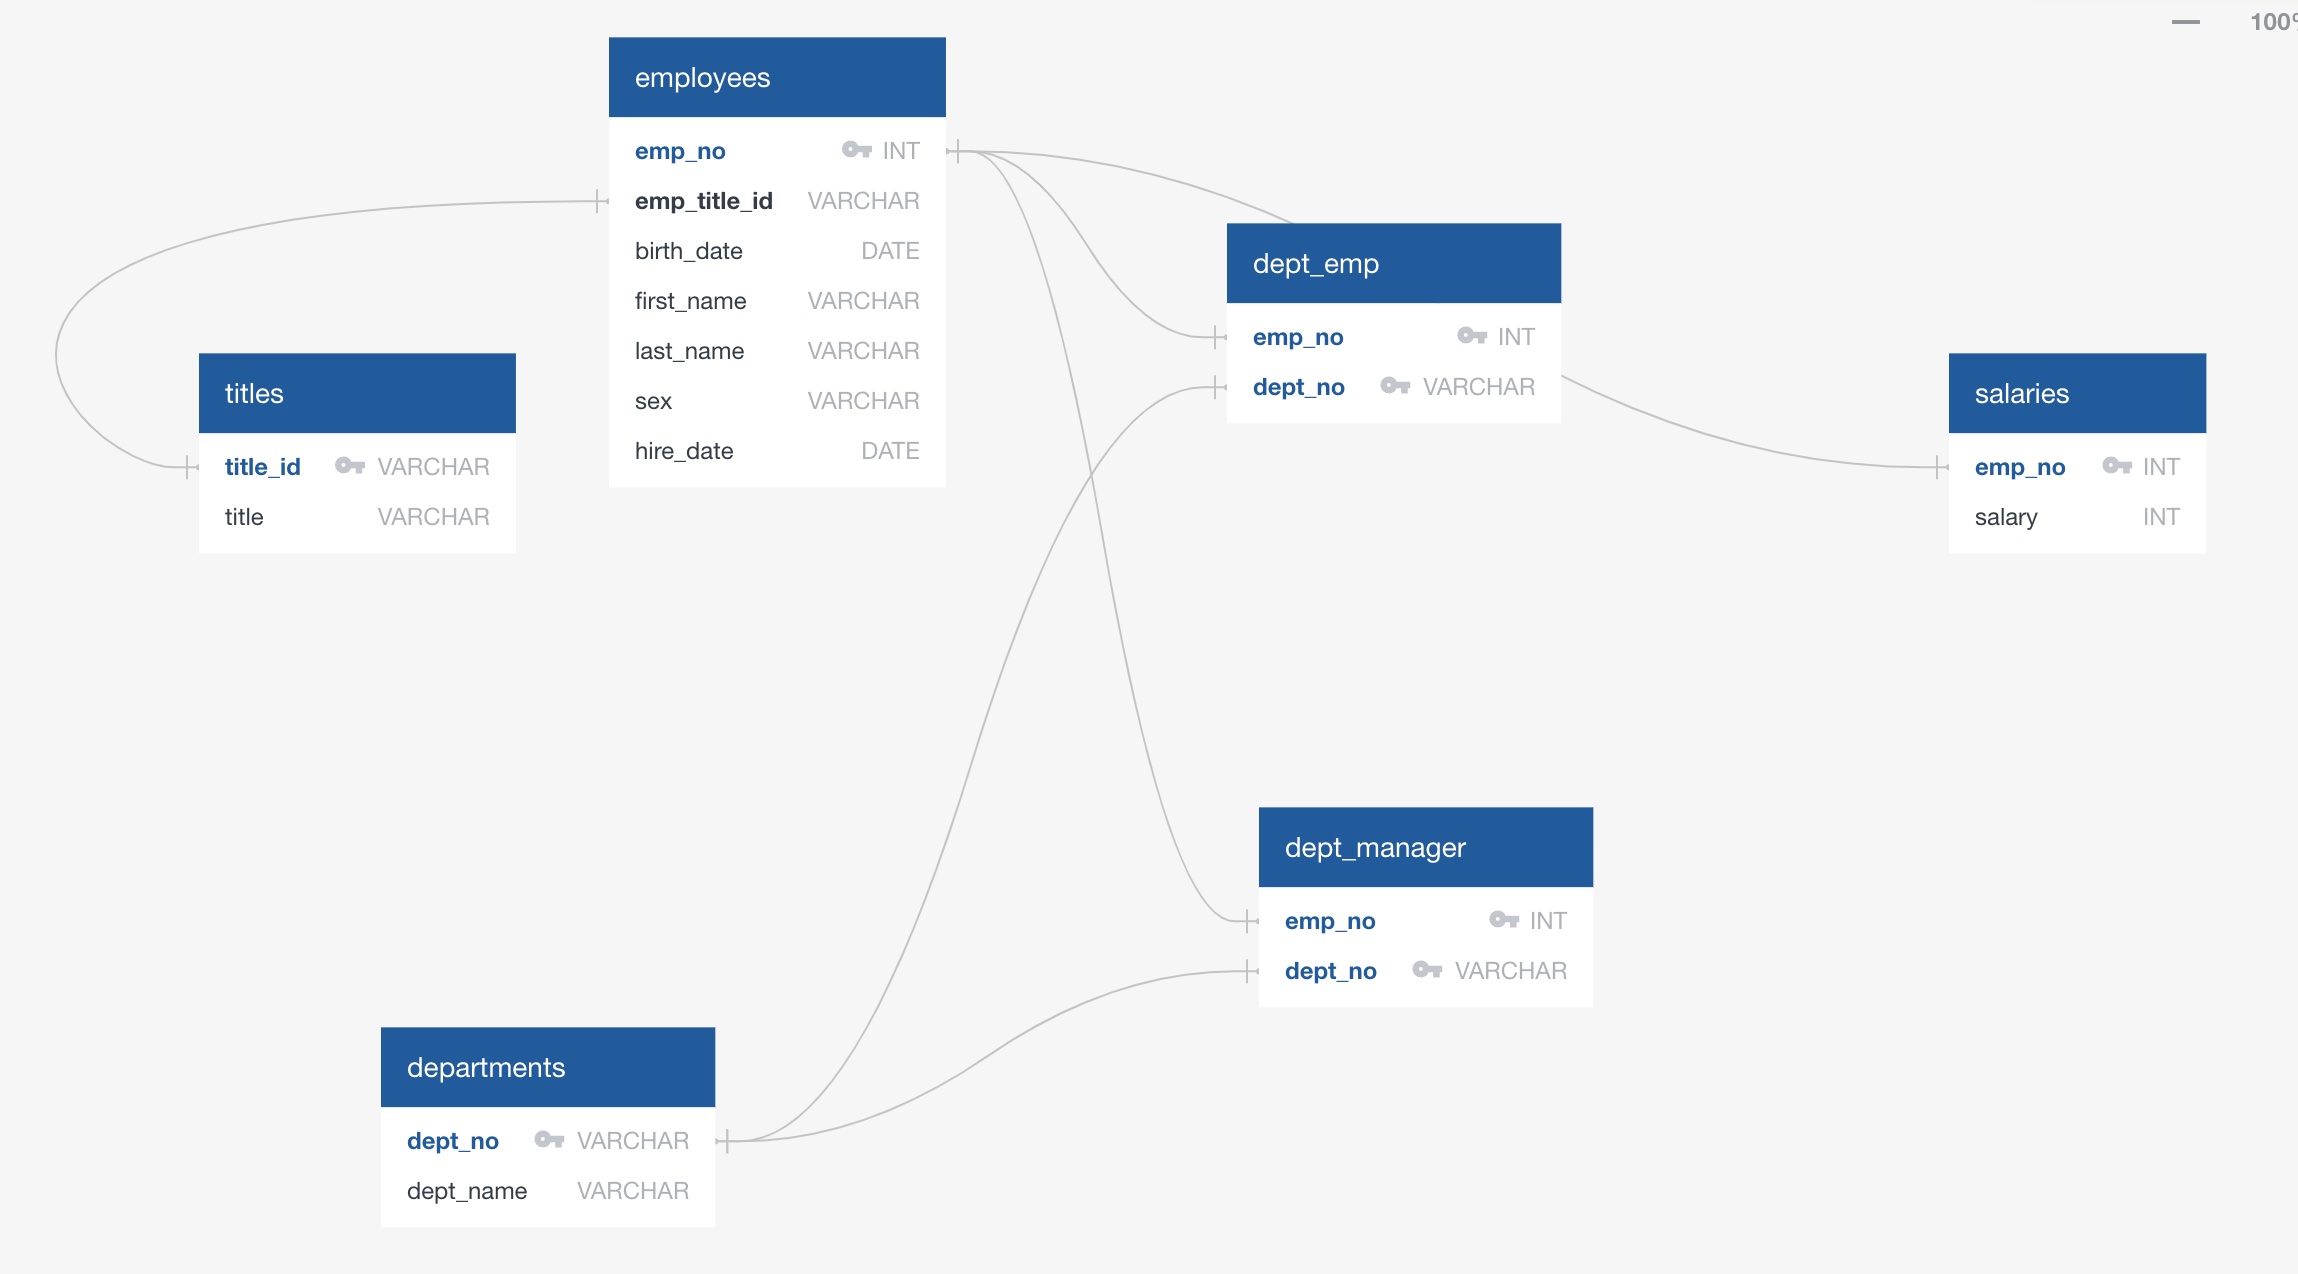 100%
employees
emp_no INT
emp_title_id VARCHAR
birth_date DATE
first_name VARCHAR
last_name VARCHAR
sex VARCHAR
hire_date DATE
dept_emp
emp_no INT
dept_no VARCHAR
titles
title_id VARCHAR
title VARCHAR
salaries
emp_no INT
salary INT
dept_manager
emp_no INT
dept_no VARCHAR
departments
dept_no VARCHAR
dept_name VARCHAR